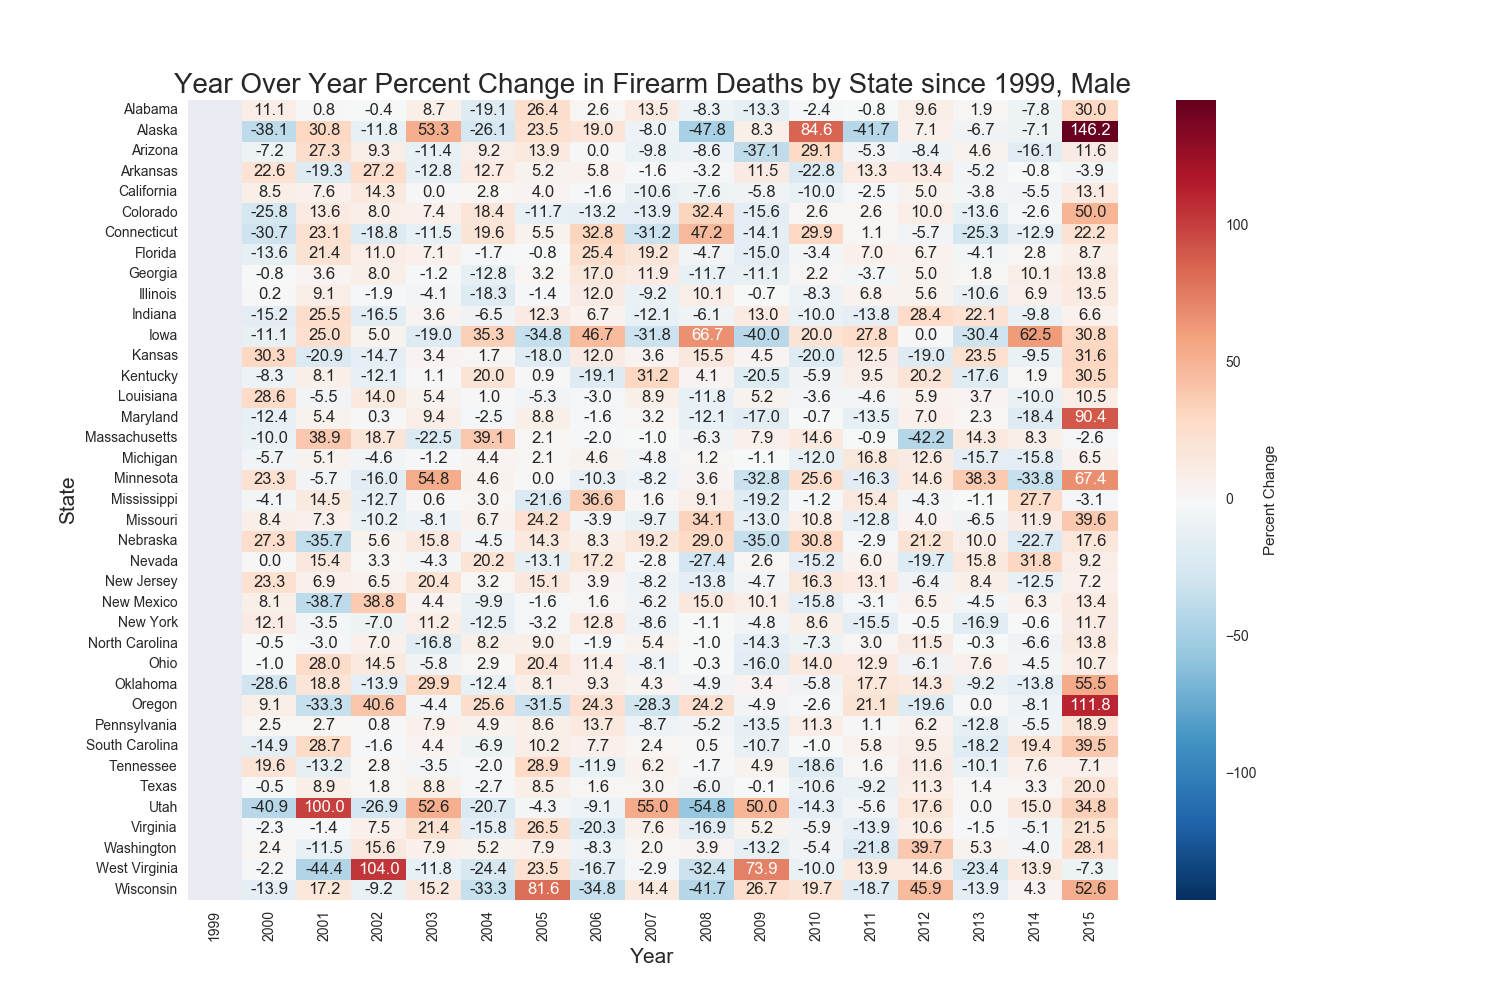 Year Over Year Percent Change in Firearm Deaths by State since 1999, Male
Alabama 11.1 0.8 -0.4 8.7 -19.1 26.4 2.6 13.5 -8.3 -13.3 -2.4 -0.8 9.6 1.9 -7.8 30.0
Alaska -38.1 30.8 -11.8 53.3 -26.1 23.5 19.0 -8.0 -47.8 8.3 84.6 -41.7 7.1 -6.7 -7.1 146.2
Arizona -7.2 27.3 9.3 -11.4 9.2 13.9 0.0 -9.8 -8.6 -37.1 29.1 -5.3 -8.4 4.6 -16.1 11.6
Arkansas 22.6 -19.3 27.2 -12.8 12.7 5.2 5.8 -1.6 -3.2 11.5 -22.8 13.3 13.4 -5.2 -0.8 -3.9
California 8.5 7.6 14.3 0.0 2.8 4.0 -1.6 -10.6 -7.6 -5.8 -10.0 -2.5 5.0 -3.8 -5.5 13.1
Colorado -25.8 13.6 8.0 7.4 18.4 -11.7 -13.2 -13.9 32.4 -15.6 2.6 2.6 10.0 -13.6 -2.6 50.0
Connecticut -30.7 23.1 -18.8 -11.5 19.6 5.5 32.8 -31.2 47.2 -14.1 29.9 1.1 -5.7 -25.3 -12.9 22.2
Florida -13.6 21.4 11.0 7.1 -1.7 -0.8 25.4 19.2 -4.7 -15.0 -3.4 7.0 6.7 -4.1 2.8 8.7
Georgia -0.8 3.6 8.0 -1.2 -12.8 3.2 17.0 11.9 -11.7 -11.1 2.2 -3.7 5.0 1.8 10.1 13.8
Illinois 0.2 9.1 -1.9 -4.1 -18.3 -1.4 12.0 -9.2 10.1 -0.7 -8.3 6.8 5.6 -10.6 6.9 13.5
Indiana -15.2 25.5 -16.5 3.6 -6.5 12.3 6.7 -12.1 -6.1 13.0 -10.0 -13.8 28.4 22.1 -9.8 6.6
Iowa -11.1 25.0 5.0 -19.0 35.3 -34.8 46.7 -31.8 66.7 -40.0 20.0 27.8 0.0 -30.4 62.5 30.8
Kansas 30.3 -20.9 -14.7 3.4 1.7 -18.0 12.0 3.6 15.5 4.5 -20.0 12.5 -19.0 23.5 -9.5 31.6
Kentucky -8.3 8.1 -12.1 1.1 20.0 0.9 -19.1 31.2 4.1 -20.5 -5.9 9.5 20.2 -17.6 1.9 30.5
Louisiana 28.6 -5.5 14.0 5.4 1.0 -5.3 -3.0 8.9 -11.8 5.2 -3.6 -4.6 5.9 3.7 -10.0 10.5
Maryland -12.4 5.4 0.3 9.4 -2.5 8.8 -1.6 3.2 -12.1 -17.0 -0.7 -13.5 7.0 2.3 -18.4 90.4
Massachusetts -10.0 38.9 18.7 -22.5 39.1 2.1 -2.0 -1.0 -6.3 7.9 14.6 -0.9 -42.2 14.3 8.3 -2.6
Michigan -5.7 5.1 -4.6 -1.2 4.4 2.1 4.6 -4.8 1.2 -1.1 -12.0 16.8 12.6 -15.7 -15.8 6.5
Minnesota 23.3 -5.7 -16.0 54.8 4.6 0.0 -10.3 -8.2 3.6 -32.8 25.6 -16.3 14.6 38.3 -33.8 67.4
Mississippi -4.1 14.5 -12.7 0.6 3.0 -21.6 36.6 1.6 9.1 -19.2 -1.2 15.4 -4.3 -1.1 27.7 -3.1
Missouri 8.4 7.3 -10.2 -8.1 6.7 24.2 -3.9 -9.7 34.1 -13.0 10.8 -12.8 4.0 -6.5 11.9 39.6
Nebraska 27.3 -35.7 5.6 15.8 -4.5 14.3 8.3 19.2 29.0 -35.0 30.8 -2.9 21.2 10.0 -22.7 17.6
Nevada 0.0 15.4 3.3 -4.3 20.2 -13.1 17.2 -2.8 -27.4 2.6 -15.2 6.0 -19.7 15.8 31.8 9.2
New Jersey 23.3 6.9 6.5 20.4 3.2 15.1 3.9 -8.2 -13.8 -4.7 16.3 13.1 -6.4 8.4 -12.5 7.2
New Mexico 8.1 -38.7 38.8 4.4 -9.9 -1.6 1.6 -6.2 15.0 10.1 -15.8 -3.1 6.5 -4.5 6.3 13.4
New York 12.1 -3.5 -7.0 11.2 -12.5 -3.2 12.8 -8.6 -1.1 -4.8 8.6 -15.5 -0.5 -16.9 -0.6 11.7
North Carolina -0.5 -3.0 7.0 -16.8 8.2 9.0 -1.9 5.4 -1.0 -14.3 -7.3 3.0 11.5 -0.3 -6.6 13.8
Ohio -1.0 28.0 14.5 -5.8 2.9 20.4 11.4 -8.1 -0.3 -16.0 14.0 12.9 -6.1 7.6 -4.5 10.7
Oklahoma -28.6 18.8 -13.9 29.9 -12.4 8.1 9.3 4.3 -4.9 3.4 -5.8 17.7 14.3 -9.2 -13.8 55.5
Oregon 9.1 -33.3 40.6 -4.4 25.6 -31.5 24.3 -28.3 24.2 -4.9 -2.6 21.1 -19.6 0.0 -8.1 111.8
Pennsylvania 2.5 2.7 0.8 7.9 4.9 8.6 13.7 -8.7 -5.2 -13.5 11.3 1.1 6.2 -12.8 -5.5 18.9
South Carolina -14.9 28.7 -1.6 4.4 -6.9 10.2 7.7 2.4 0.5 -10.7 -1.0 5.8 9.5 -18.2 19.4 39.5
Tennessee 19.6 -13.2 2.8 -3.5 -2.0 28.9 -11.9 6.2 -1.7 4.9 -18.6 1.6 11.6 -10.1 7.6 7.1
Texas -0.5 8.9 1.8 8.8 -2.7 8.5 1.6 3.0 -6.0 -0.1 -10.6 -9.2 11.3 1.4 3.3 20.0
Utah -40.9 100.0 -26.9 52.6 -20.7 -4.3 -9.1 55.0 -54.8 50.0 -14.3 -5.6 17.6 0.0 15.0 34.8
Virginia -2.3 -1.4 7.5 21.4 -15.8 26.5 -20.3 7.6 -16.9 5.2 -5.9 -13.9 10.6 -1.5 -5.1 21.5
Washington 2.4 -11.5 15.6 7.9 5.2 7.9 -8.3 2.0 3.9 -13.2 -5.4 -21.8 39.7 5.3 -4.0 28.1
West Virginia -2.2 -44.4 104.0 -11.8 -24.4 23.5 -16.7 -2.9 -32.4 73.9 -10.0 13.9 14.6 -23.4 13.9 -7.3
Wisconsin -13.9 17.2 -9.2 15.2 -33.3 81.6 -34.8 14.4 -41.7 26.7 19.7 -18.7 45.9 -13.9 4.3 52.6
1999 2000 2001 2002 2003 2004 2005 2006 2007 2008 2009 2010 2011 2012 2013 2014 2015
Year
State
100
50
0
−50
−100
Percent Change